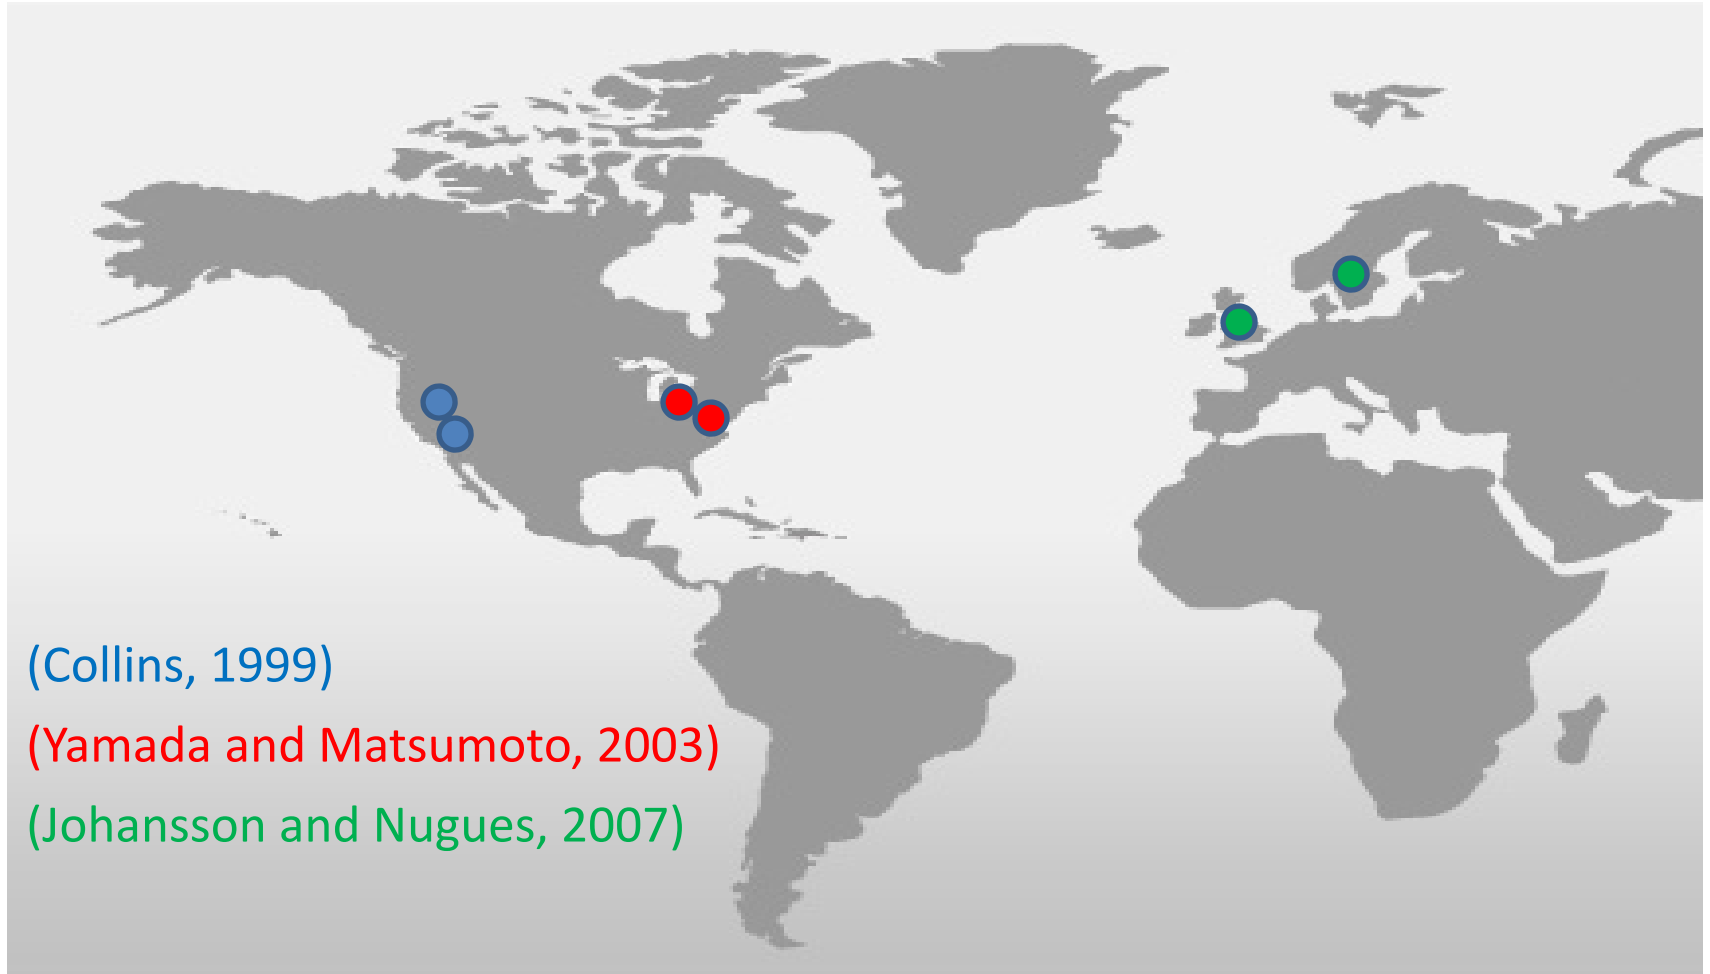 (Collins, 1999)
(Yamada and Matsumoto, 2003)
(Johansson and Nugues, 2007)